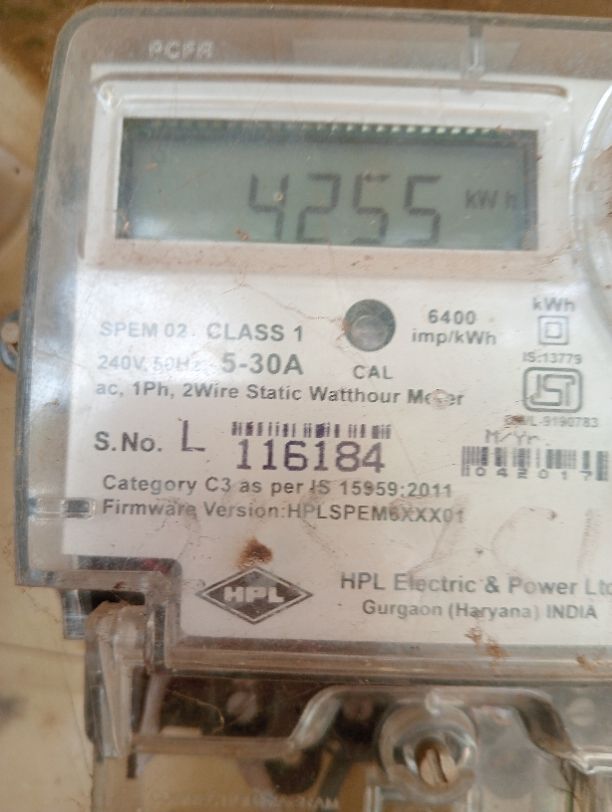 4255 kWh
SPEM 02 CLASS 1
6400
imp/kWh
kWh
240V, 50Hz, 5-30A
CAL
IS:13779
ac, 1Ph, 2Wire Static Watthour Meter
CM/L-9190783
S.No. L 116184
M/Yr.
042017
Category C3 as per IS 15959:2011
Firmware Version:HPLSPEM6XXX01
HPL
HPL Electric & Power Ltd
Gurgaon (Haryana) INDIA